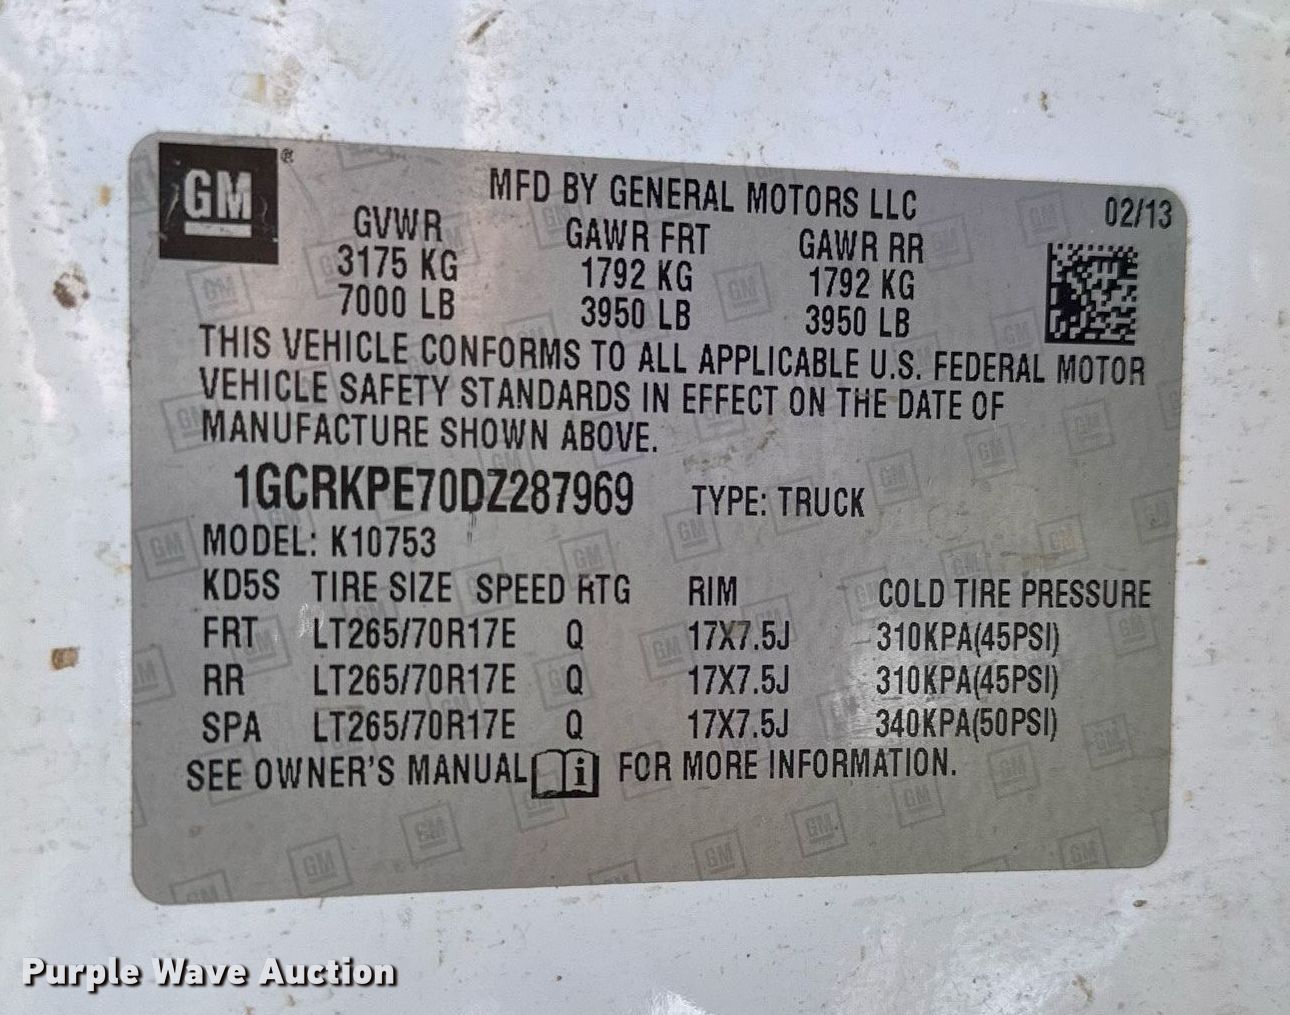 GM®
MFD BY GENERAL MOTORS LLC 02/13
GVWR GAWR FRT GAWR RR
3175 KG 1792 KG 1792 KG
7000 LB 3950 LB 3950 LB
THIS VEHICLE CONFORMS TO ALL APPLICABLE U.S. FEDERAL MOTOR
VEHICLE SAFETY STANDARDS IN EFFECT ON THE DATE OF
MANUFACTURE SHOWN ABOVE.
1GCRKPE70DZ287969 TYPE: TRUCK
MODEL: K10753
KD5S TIRE SIZE SPEED RTG RIM COLD TIRE PRESSURE
FRT LT265/70R17E Q 17X7.5J 310KPA(45PSI)
RR LT265/70R17E Q 17X7.5J 310KPA(45PSI)
SPA LT265/70R17E Q 17X7.5J 340KPA(50PSI)
SEE OWNER'S MANUAL i FOR MORE INFORMATION.
Purple Wave Auction